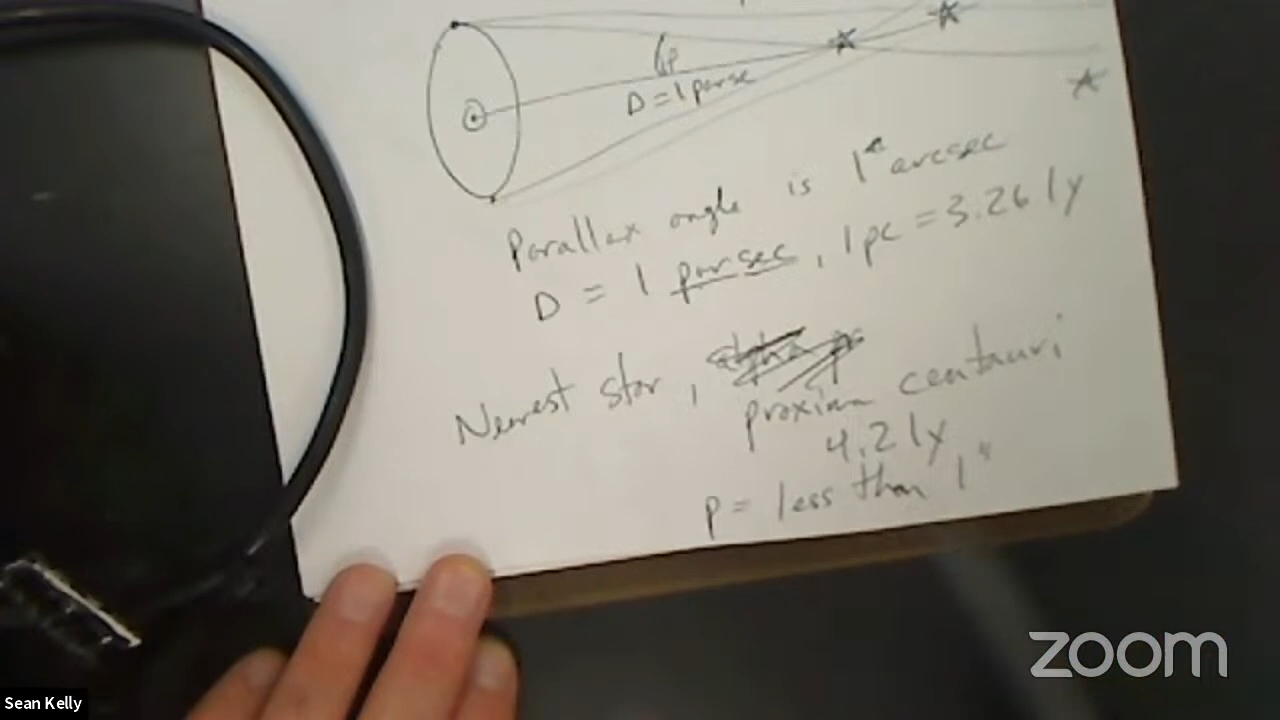 p
D = 1 parse
Parallax angle is 1" arcsec
D = 1 parsec, 1 pc = 3.26 ly
Nearest star,
proxima centauri
4.2 ly
p = less than 1"
zoom
Sean Kelly